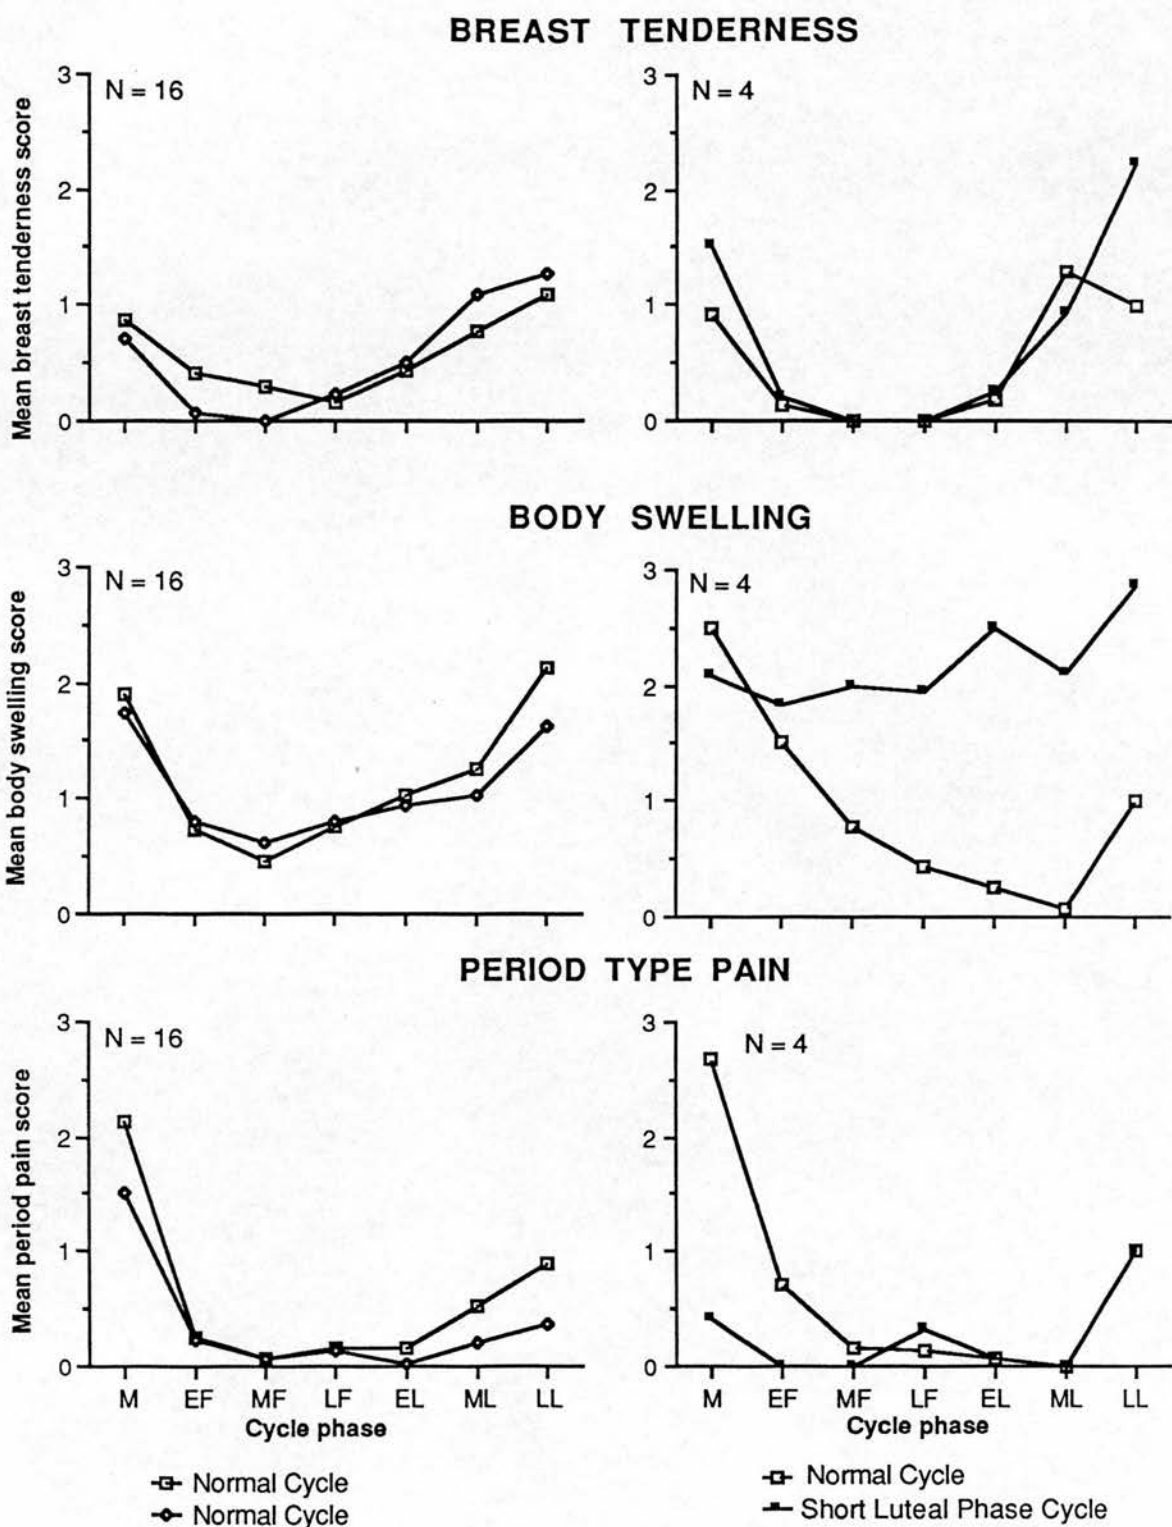 BREAST TENDERNESS
Mean breast tenderness score
3
2
1
0
N = 16
3
2
1
0
N = 4
BODY SWELLING
Mean body swelling score
3
2
1
0
N = 16
3
2
1
0
N = 4
PERIOD TYPE PAIN
Mean period pain score
3
2
1
0
N = 16
M EF MF LF EL ML LL
Cycle phase
3
2
1
0
N = 4
M EF MF LF EL ML LL
Cycle phase
Normal Cycle
Normal Cycle
Normal Cycle
Short Luteal Phase Cycle